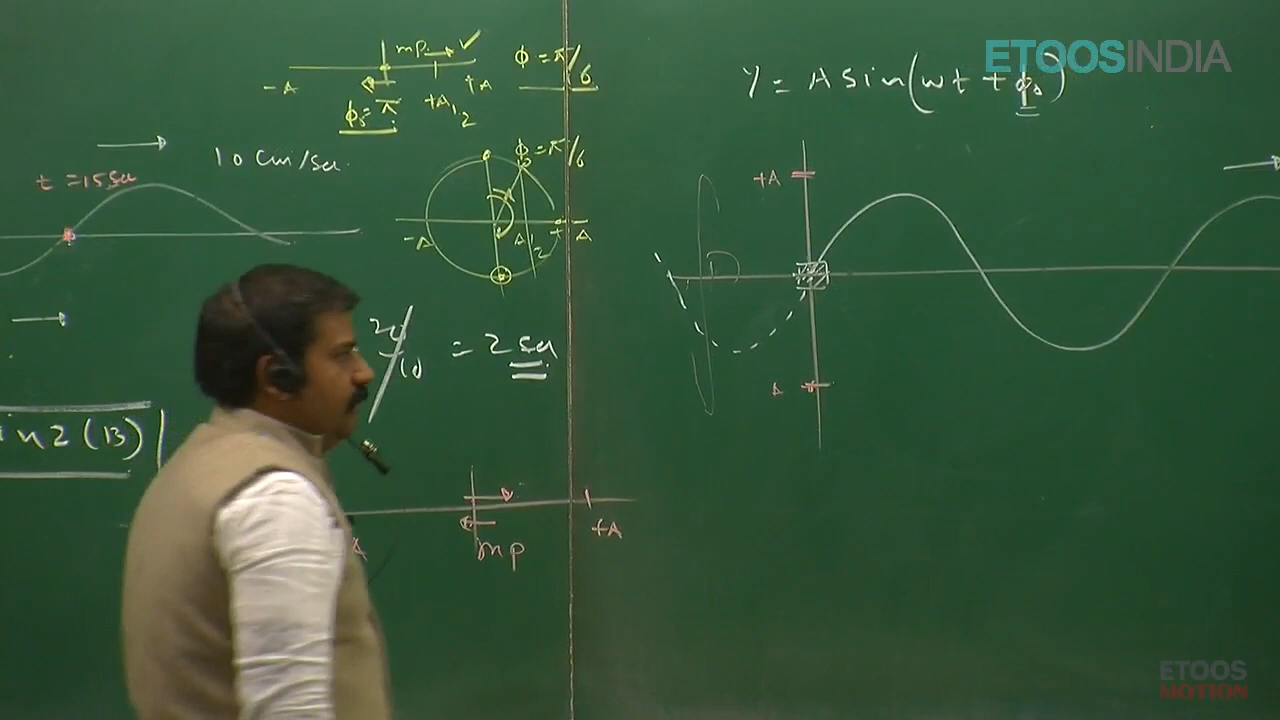 ETOOSINDIA
mp ✓
φ = π/6
-A
+A/2
+A
φ₀ = π
y = A sin(ωt + φ₀)
10 cm/sec
t = 15 sec
φ = π/6
-A
A/2
+A
+A
20/10 = 2 sec
A
in 2 (13)
+A
mp
ETOOS
MOTION